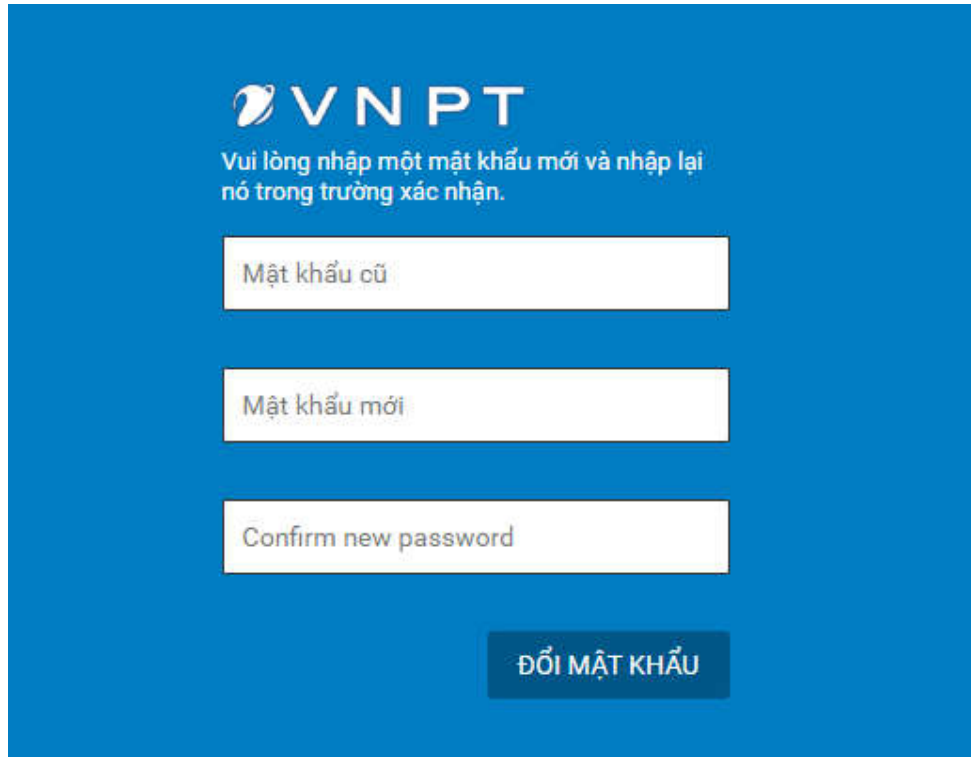 VNPT
Vui lòng nhập một mật khẩu mới và nhập lại
nó trong trường xác nhận.
Mật khẩu cũ
Mật khẩu mới
Confirm new password
ĐỔI MẬT KHẨU